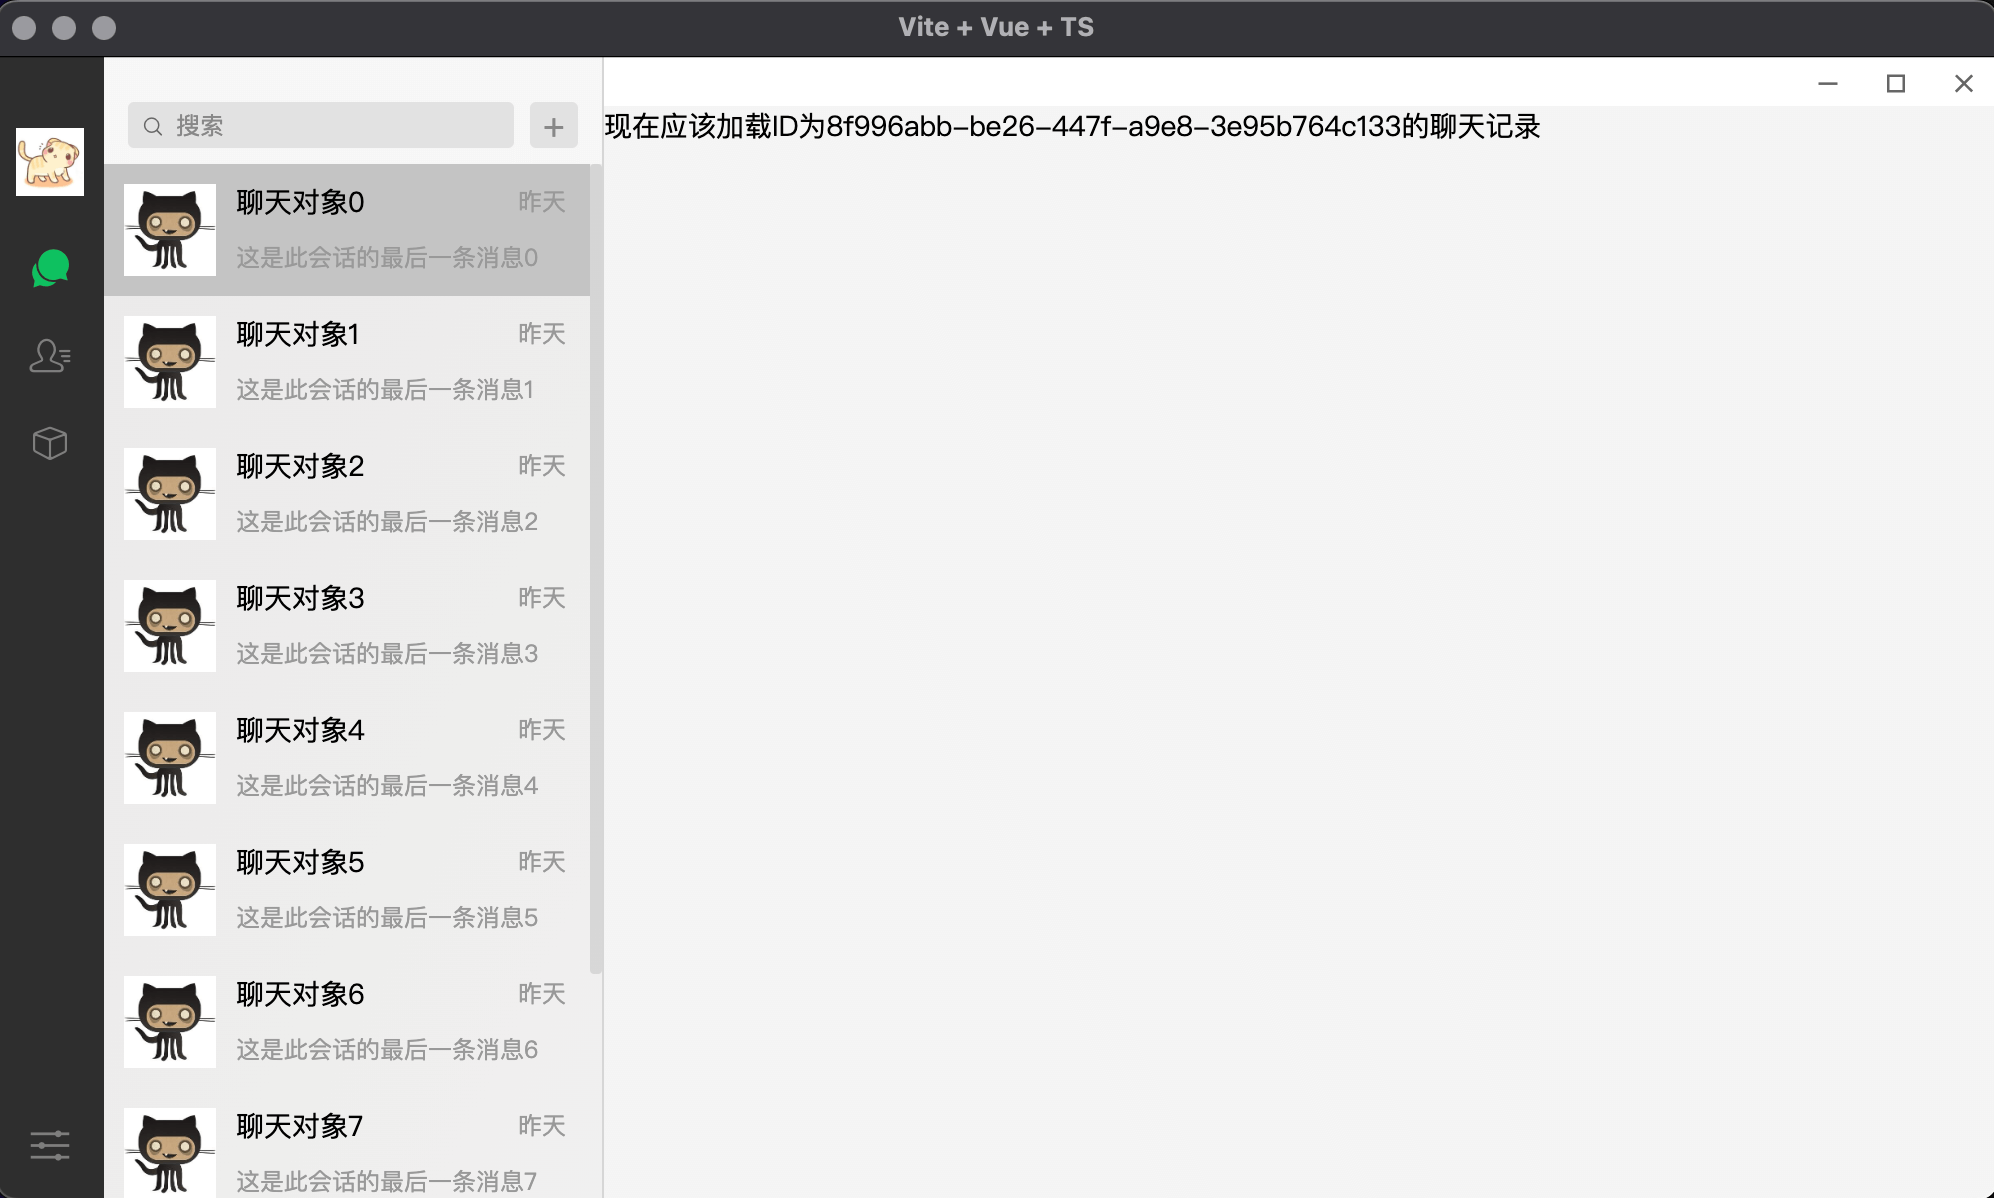 Vite + Vue + TS
搜索
现在应该加载ID为8f996abb-be26-447f-a9e8-3e95b764c133的聊天记录
聊天对象0 昨天
这是此会话的最后一条消息0
聊天对象1 昨天
这是此会话的最后一条消息1
聊天对象2 昨天
这是此会话的最后一条消息2
聊天对象3 昨天
这是此会话的最后一条消息3
聊天对象4 昨天
这是此会话的最后一条消息4
聊天对象5 昨天
这是此会话的最后一条消息5
聊天对象6 昨天
这是此会话的最后一条消息6
聊天对象7 昨天
这是此会话的最后一条消息7